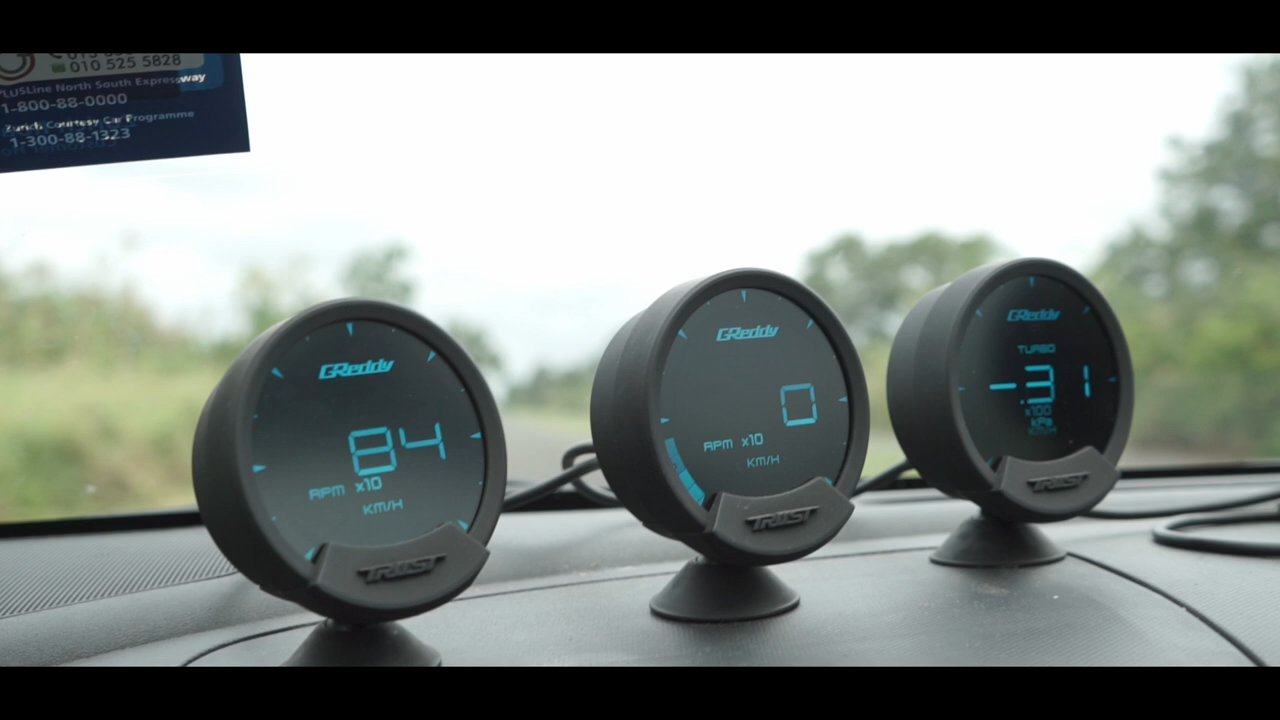 010 525 5828
PLUSLine North South Expressway
1-800-88-0000
Zurich Courtesy Car Programme
1-300-88-1323
GReddy
84
RPM x10
KM/H
TRUST
GReddy
0
RPM x10
KM/H
TRUST
GReddy
TURBO
-.31
x100
kPa
TRUST